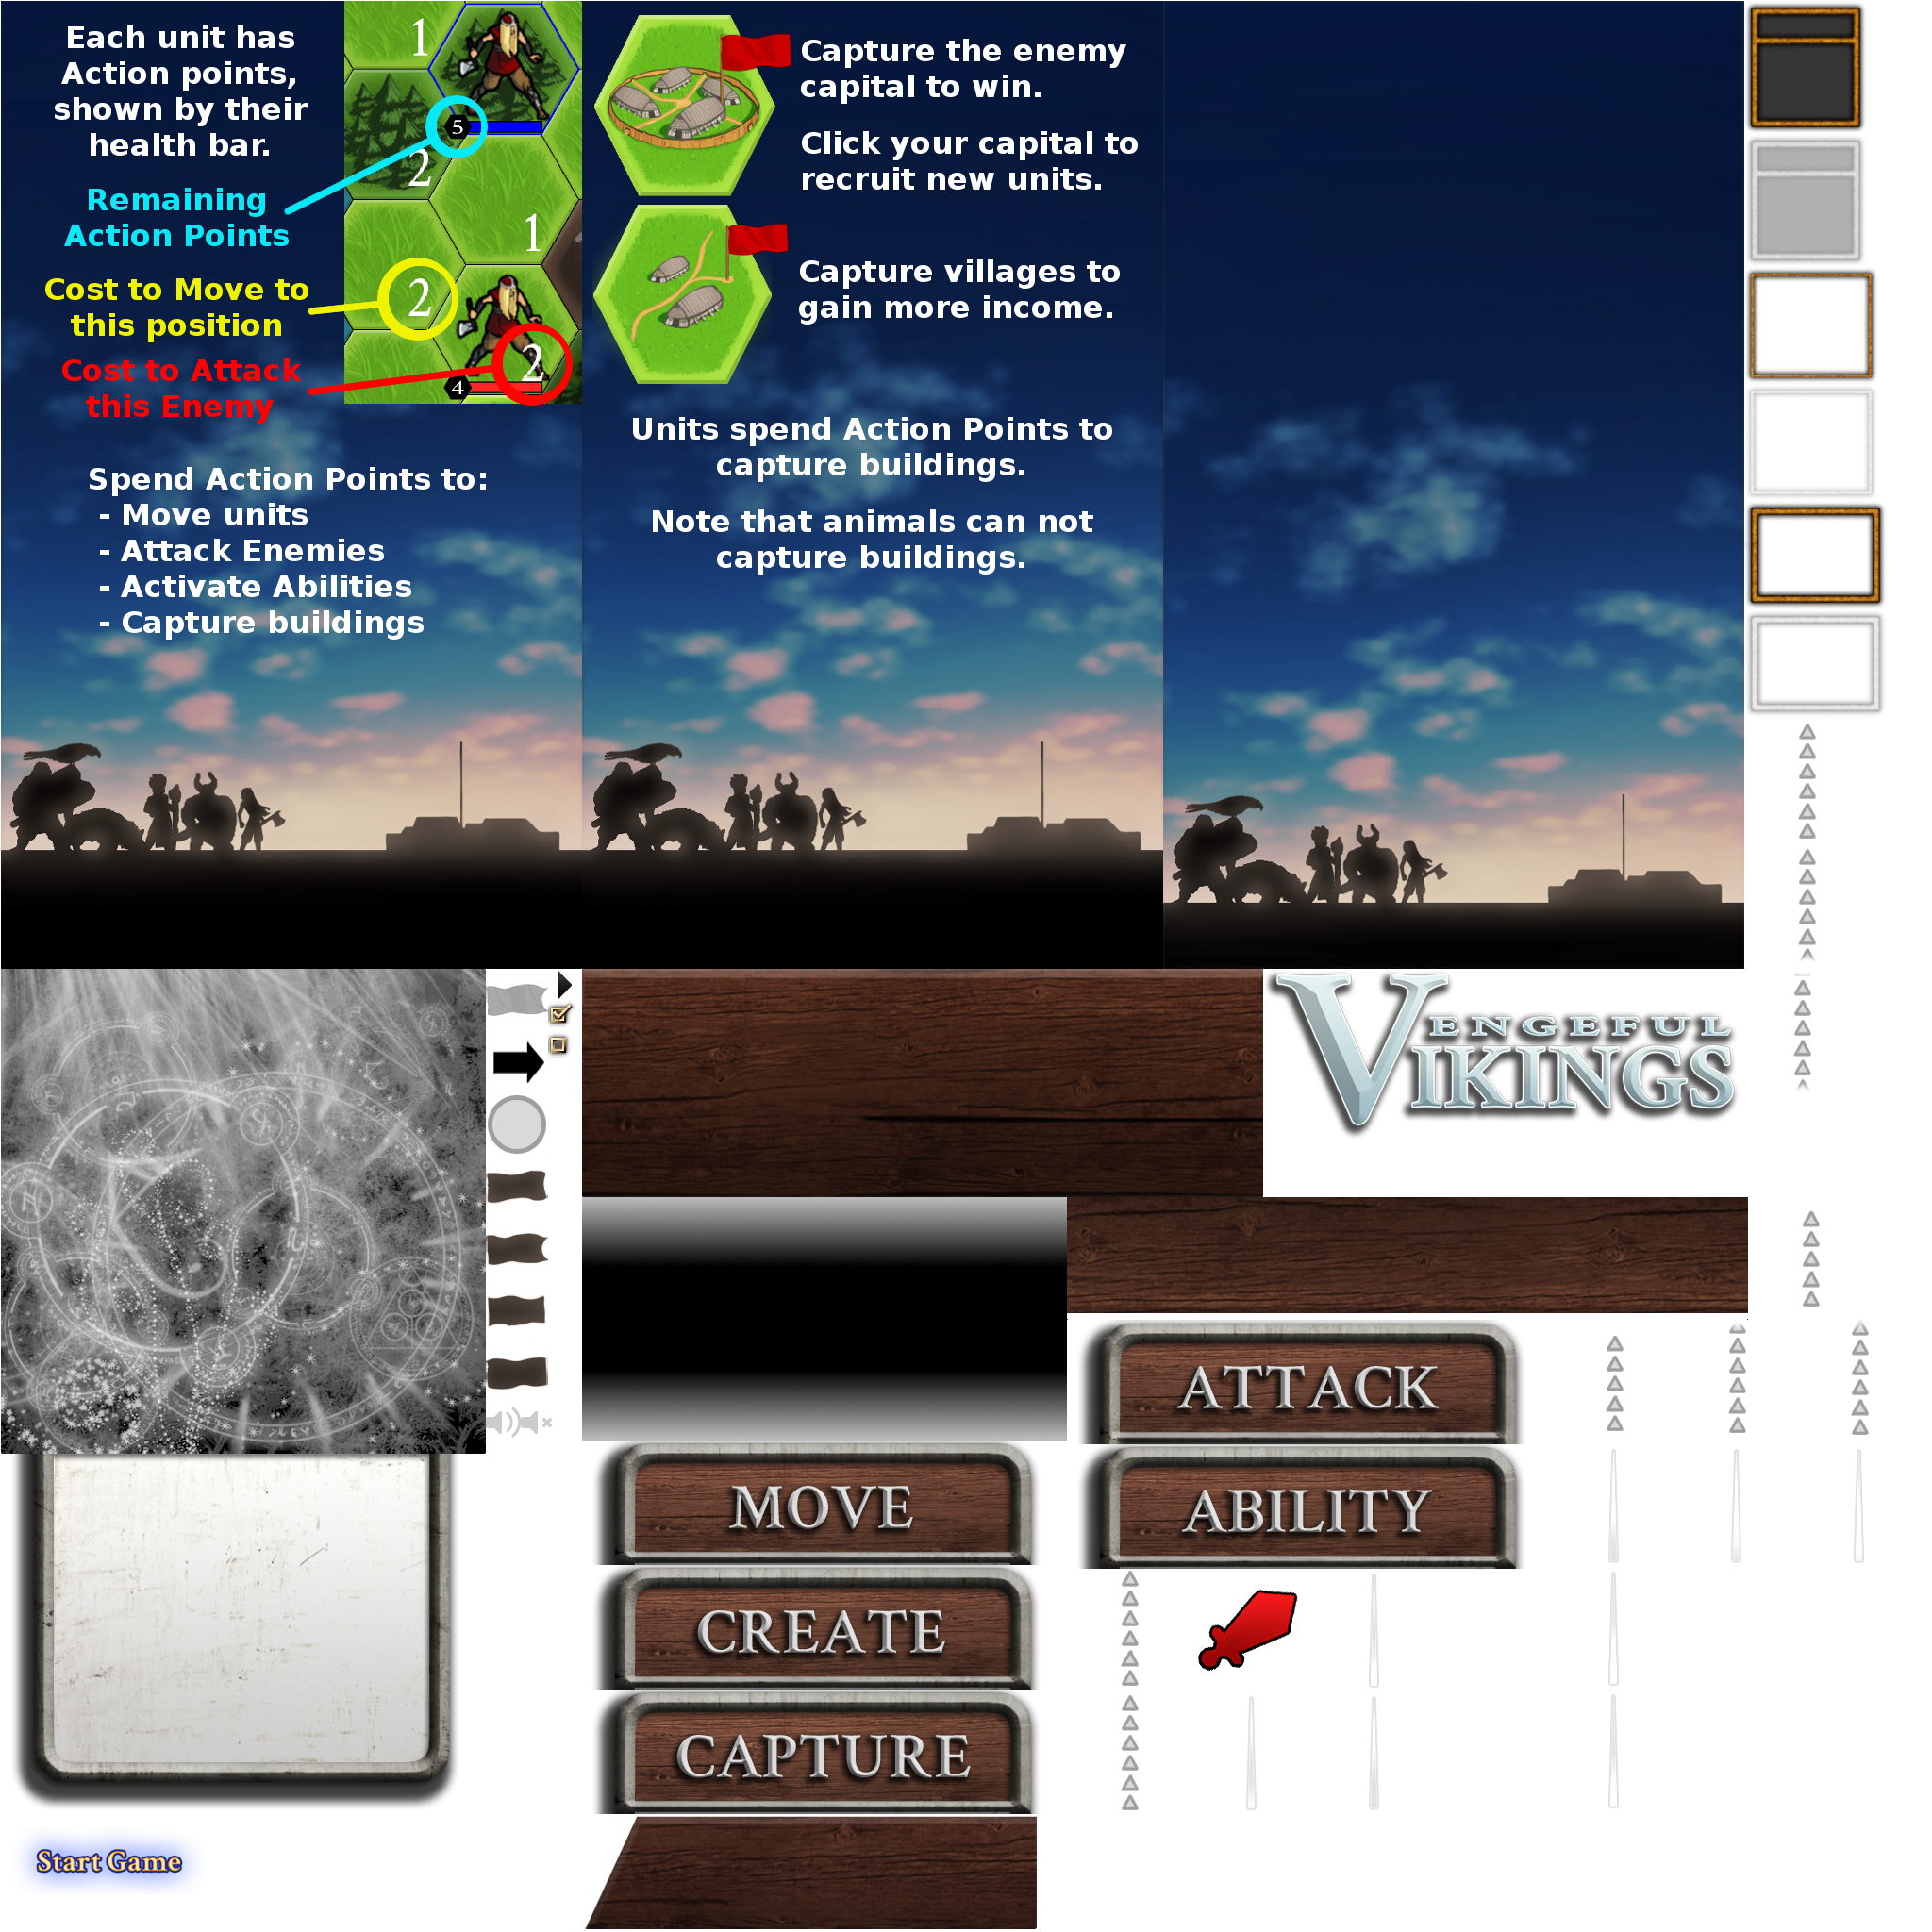 Each unit has
Action points,
shown by their
health bar.
Remaining
Action Points
Cost to Move to
this position
Cost to Attack
this Enemy
1
5
2
1
2
2
4
Spend Action Points to:
- Move units
- Attack Enemies
- Activate Abilities
- Capture buildings
Capture the enemy
capital to win.
Click your capital to
recruit new units.
Capture villages to
gain more income.
Units spend Action Points to
capture buildings.
Note that animals can not
capture buildings.
VENGEFUL
VIKINGS
ATTACK
MOVE
ABILITY
CREATE
CAPTURE
Start Game